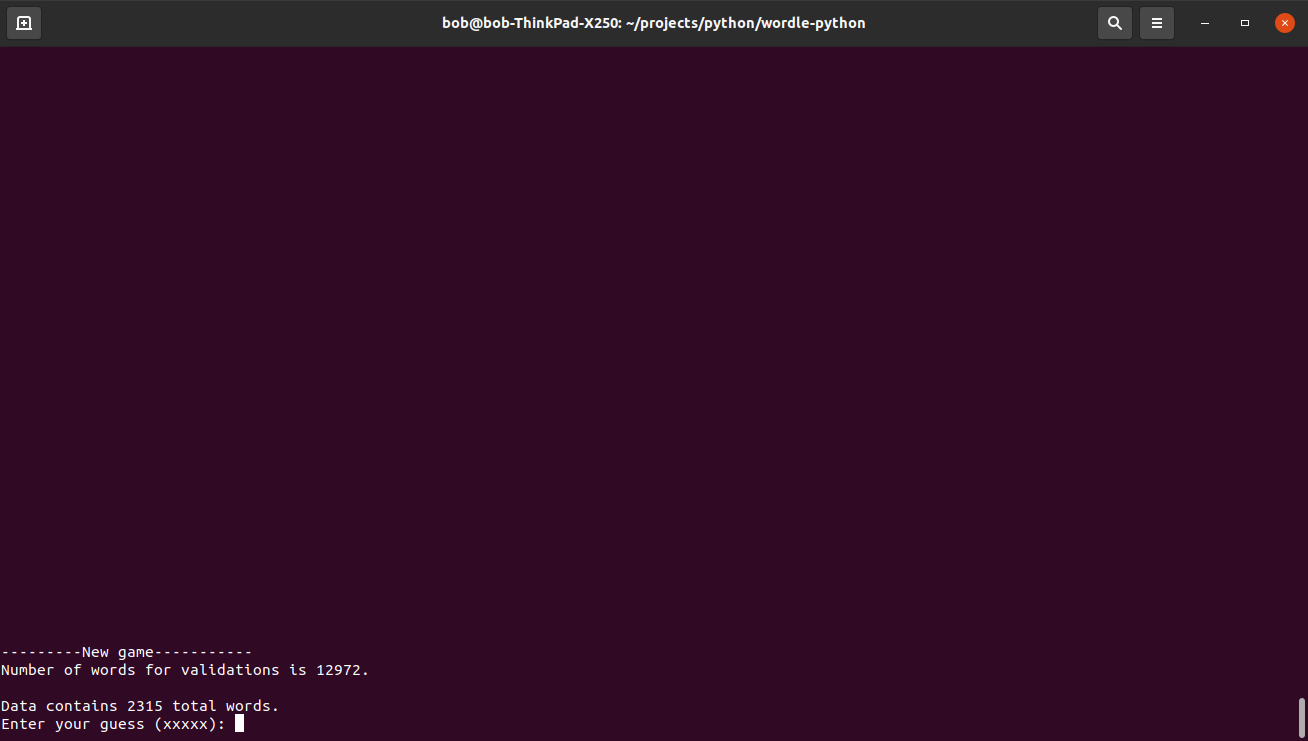 bob@bob-ThinkPad-X250: ~/projects/python/wordle-python
---------New game-----------
Number of words for validations is 12972.
Data contains 2315 total words.
Enter your guess (xxxxx):